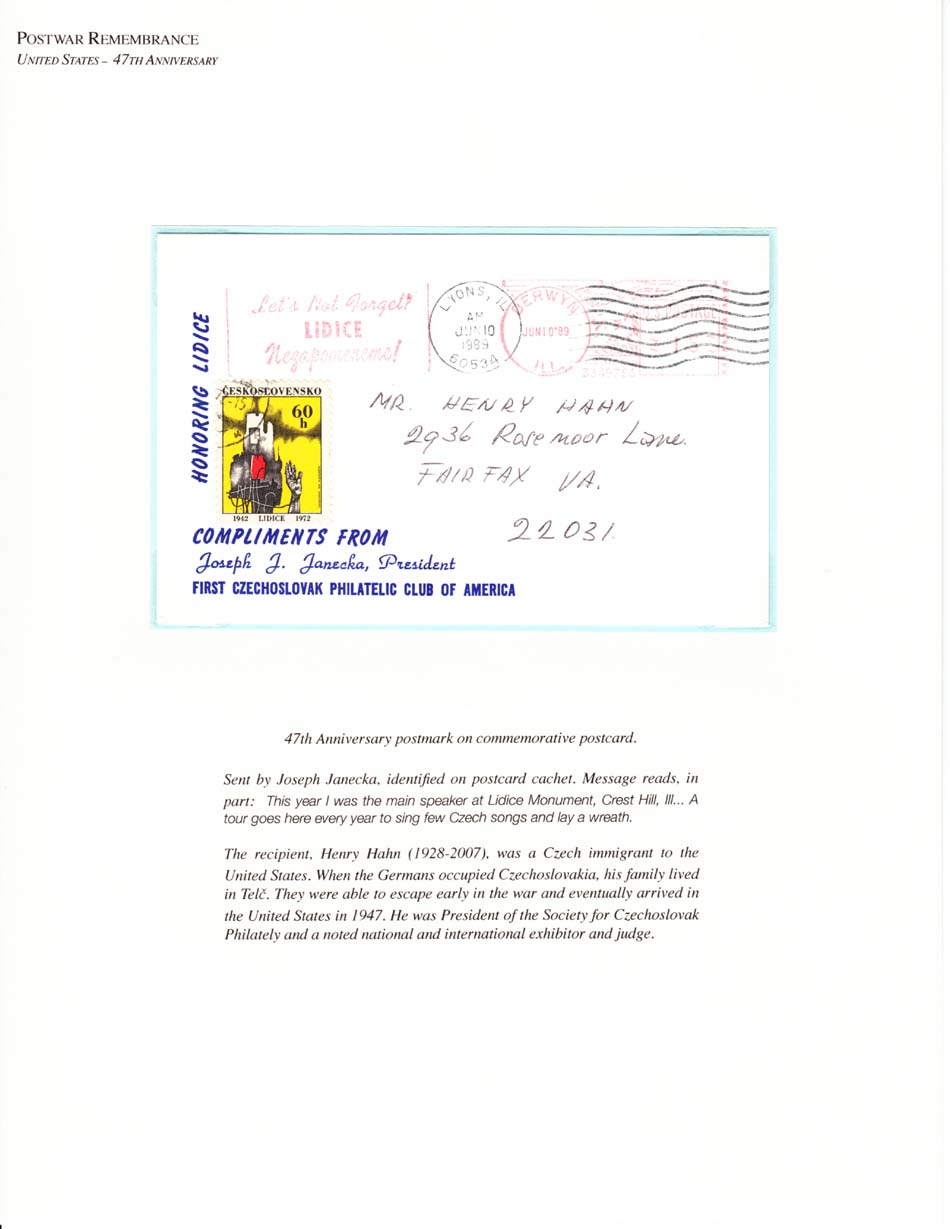 POSTWAR REMEMBRANCE
UNITED STATES – 47TH ANNIVERSARY
HONORING LIDICE
Let's Not Forget!
LIDICE
Nezapomeneme!
LYONS, IL
AM
JUN 10
1989
60534
BERWYN
JUN 10 '89
ILL.
ČESKOSLOVENSKO
60
h
1942 LIDICE 1972
MR. HENRY HAHN
2936 Rosemoor Lane.
FAIRFAX VA.
22031.
COMPLIMENTS FROM
Joseph J. Janecka, President
FIRST CZECHOSLOVAK PHILATELIC CLUB OF AMERICA
47th Anniversary postmark on commemorative postcard.
Sent by Joseph Janecka, identified on postcard cachet. Message reads, in
part: This year I was the main speaker at Lidice Monument, Crest Hill, Ill... A
tour goes here every year to sing few Czech songs and lay a wreath.
The recipient, Henry Hahn (1928-2007), was a Czech immigrant to the
United States. When the Germans occupied Czechoslovakia, his family lived
in Telč. They were able to escape early in the war and eventually arrived in
the United States in 1947. He was President of the Society for Czechoslovak
Philately and a noted national and international exhibitor and judge.